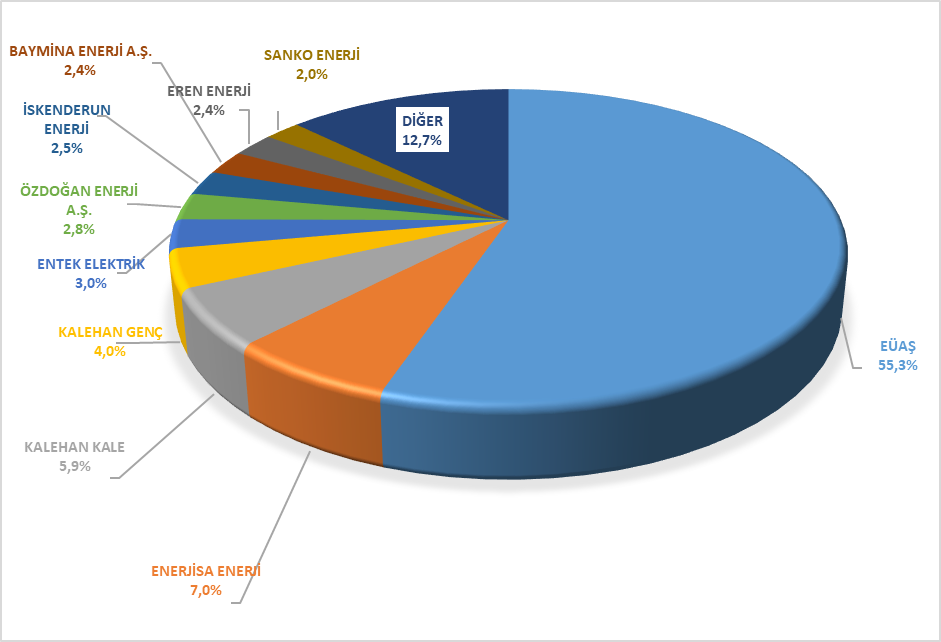 BAYMİNA ENERJİ A.Ş.
2,4%
SANKO ENERJİ
2,0%
EREN ENERJİ
2,4%
İSKENDERUN
ENERJİ
2,5%
DİĞER
12,7%
ÖZDOĞAN ENERJİ
A.Ş.
2,8%
ENTEK ELEKTRİK
3,0%
KALEHAN GENÇ
4,0%
EÜAŞ
55,3%
KALEHAN KALE
5,9%
ENERJİSA ENERJİ
7,0%